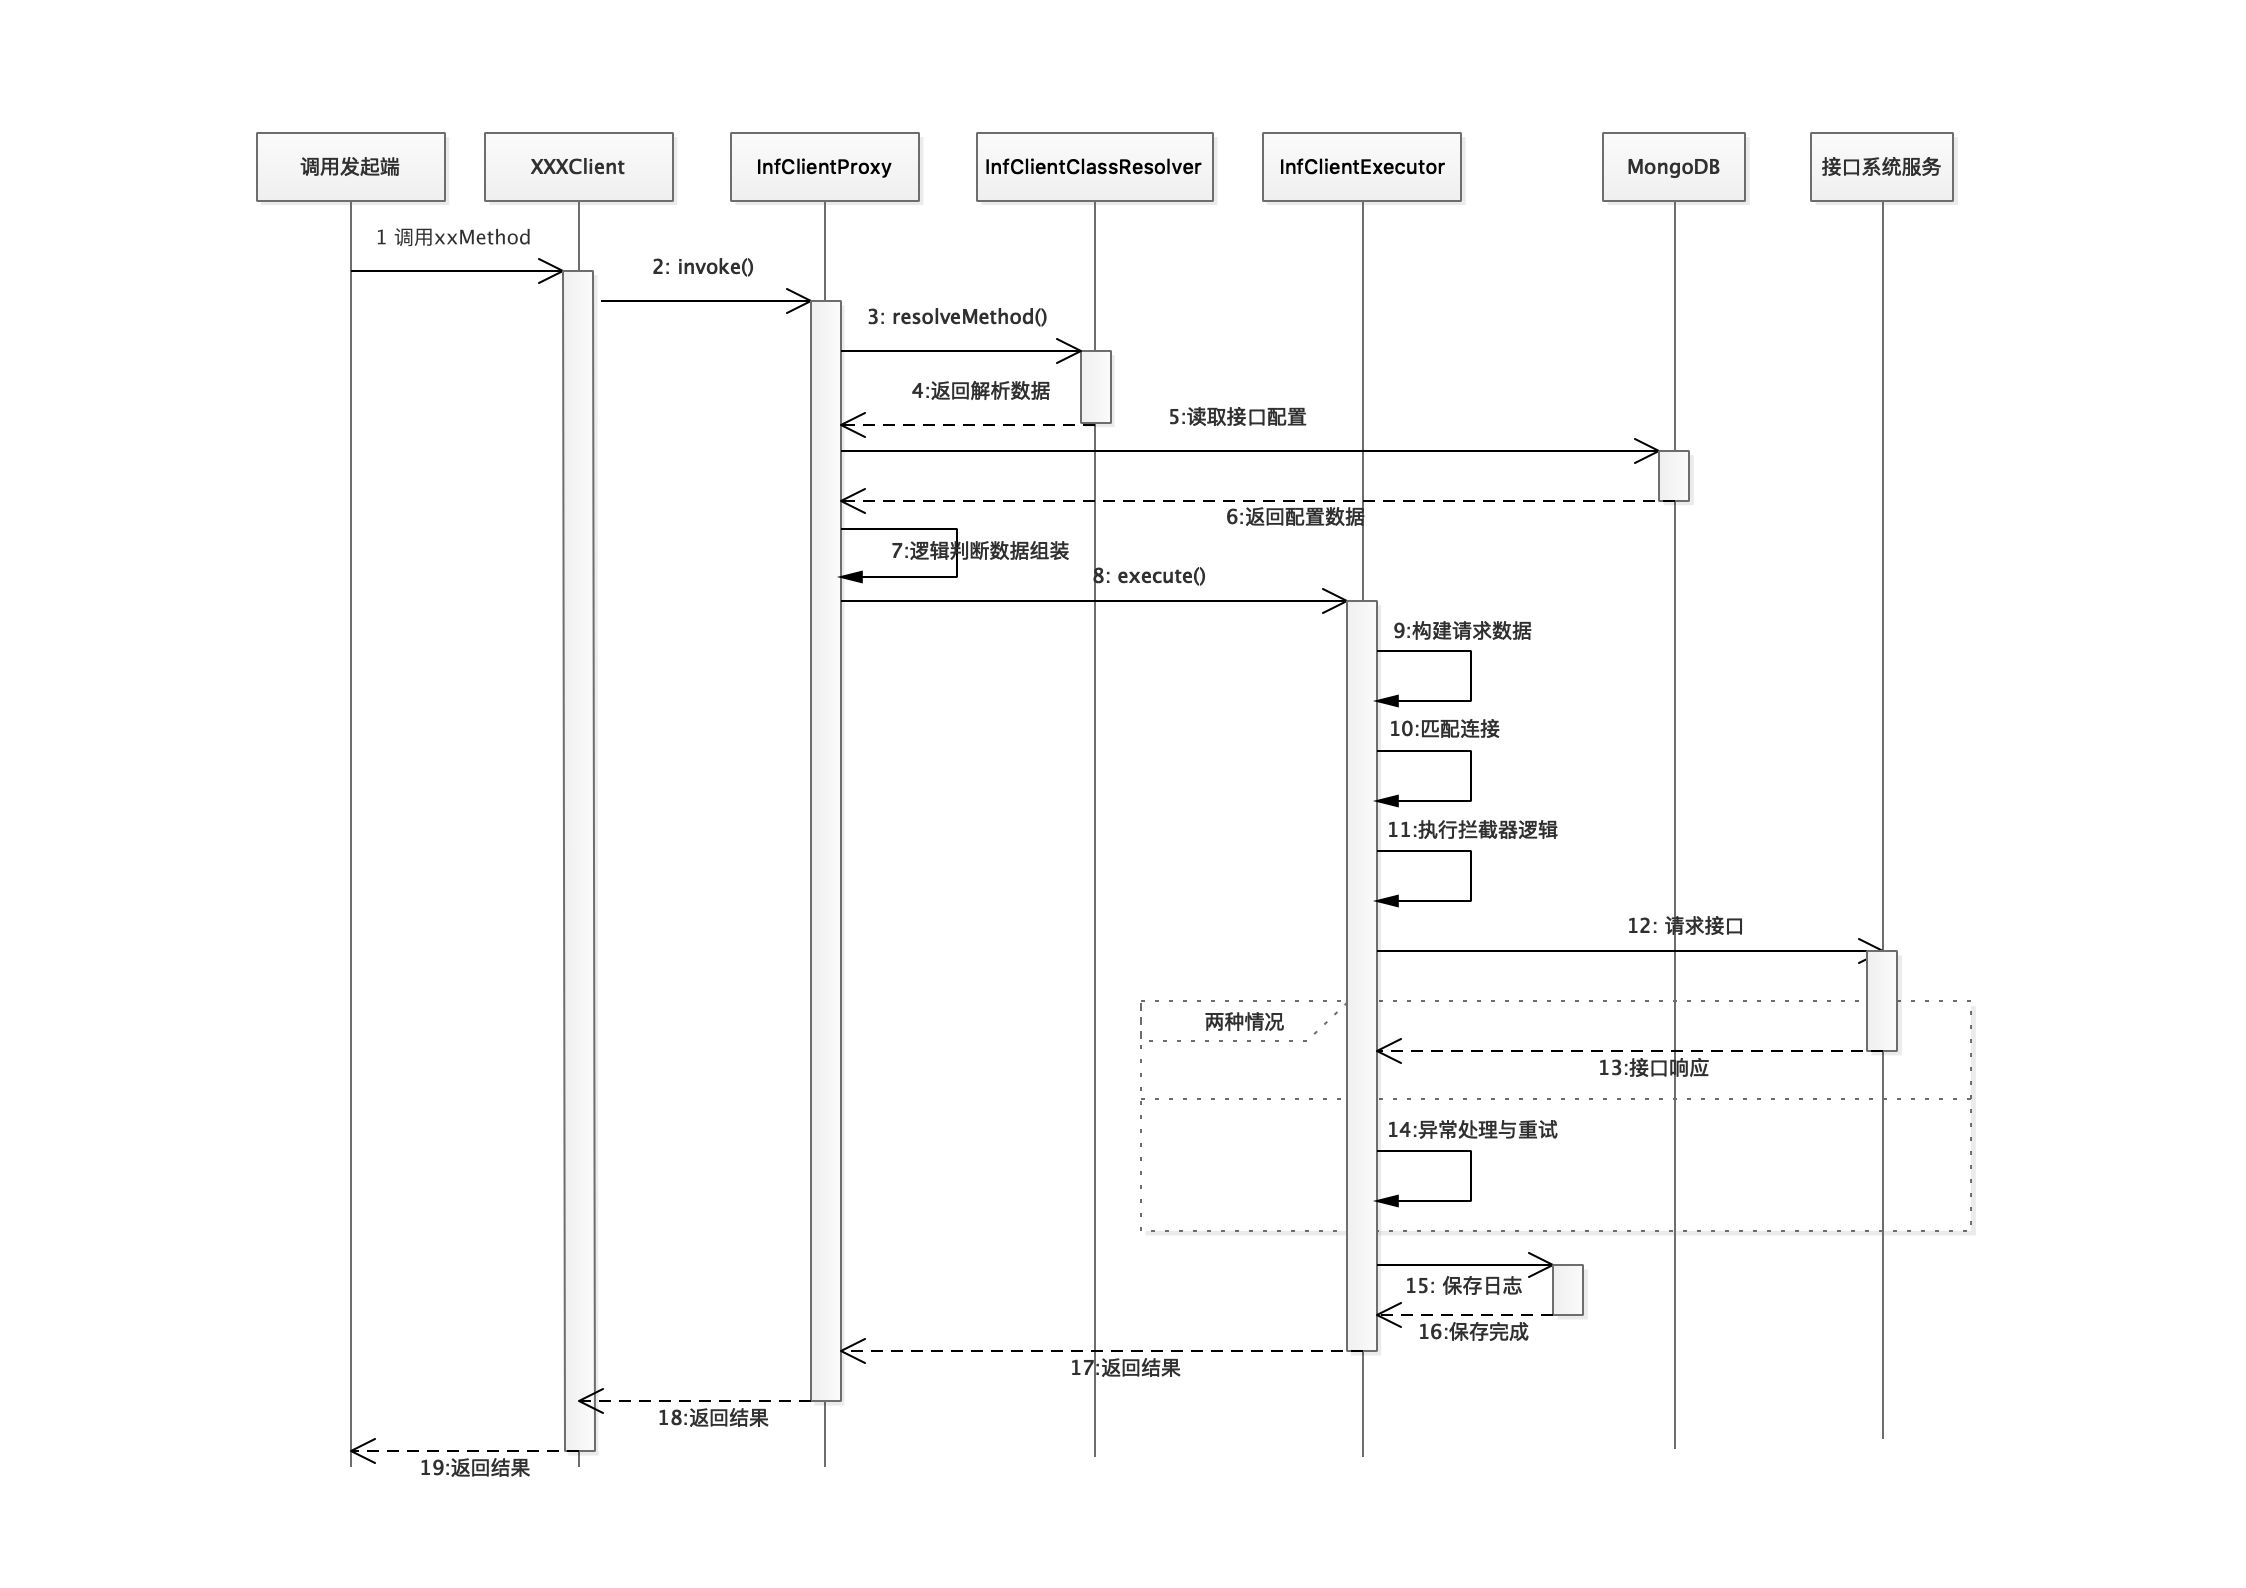 调用发起端
XXXClient
InfClientProxy
InfClientClassResolver
InfClientExecutor
MongoDB
接口系统服务
1 调用xxMethod
2: invoke()
3: resolveMethod()
4:返回解析数据
5:读取接口配置
6:返回配置数据
7:逻辑判断数据组装
8: execute()
9:构建请求数据
10:匹配连接
11:执行拦截器逻辑
12: 请求接口
两种情况
13:接口响应
14:异常处理与重试
15: 保存日志
16:保存完成
17:返回结果
18:返回结果
19:返回结果